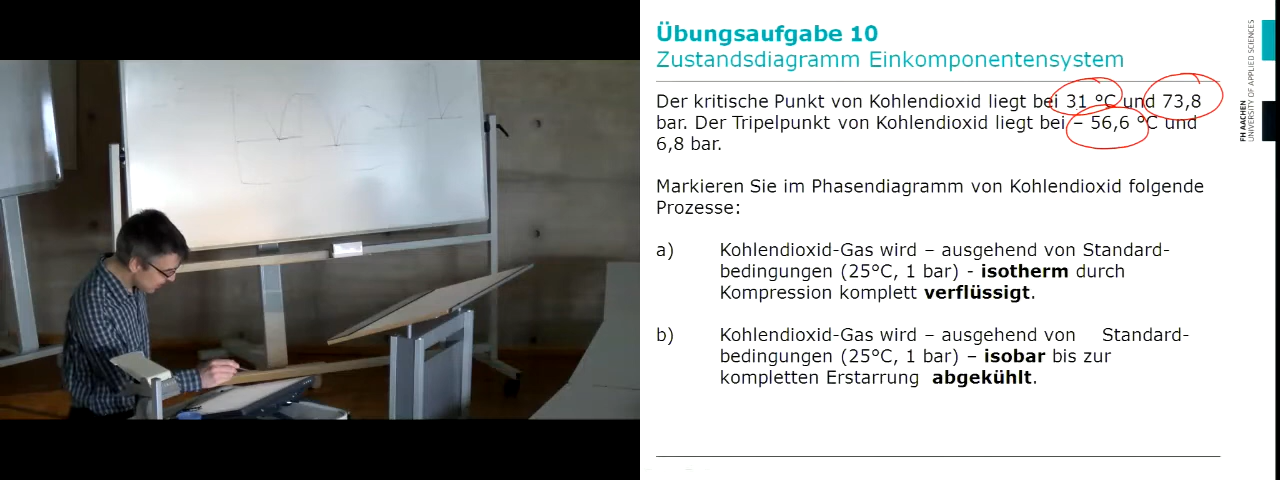 Übungsaufgabe 10
Zustandsdiagramm Einkomponentensystem
Der kritische Punkt von Kohlendioxid liegt bei 31 °C und 73,8
bar. Der Tripelpunkt von Kohlendioxid liegt bei – 56,6 °C und
6,8 bar.
Markieren Sie im Phasendiagramm von Kohlendioxid folgende
Prozesse:
a) Kohlendioxid-Gas wird – ausgehend von Standard-
bedingungen (25°C, 1 bar) - isotherm durch
Kompression komplett verflüssigt.
b) Kohlendioxid-Gas wird – ausgehend von Standard-
bedingungen (25°C, 1 bar) – isobar bis zur
kompletten Erstarrung abgekühlt.
FH AACHEN
UNIVERSITY OF APPLIED SCIENCES